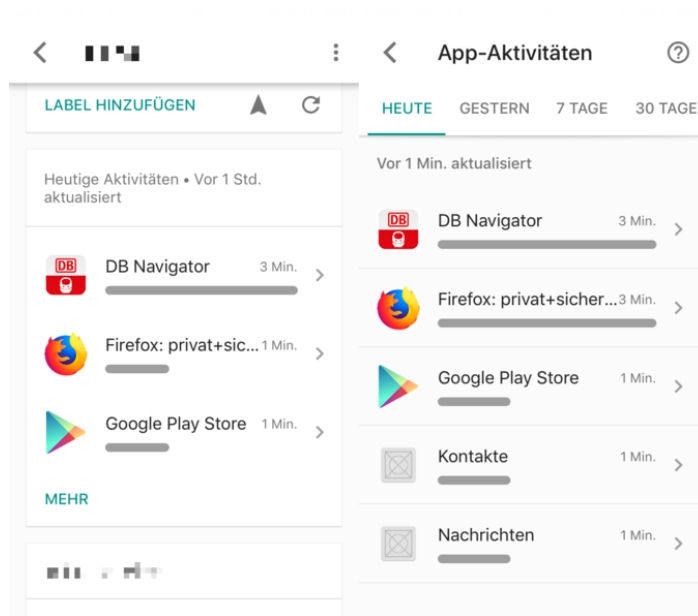 LABEL HINZUFÜGEN
Heutige Aktivitäten • Vor 1 Std.
aktualisiert
DB
DB Navigator 3 Min.
Firefox: privat+sic... 1 Min.
Google Play Store 1 Min.
MEHR
App-Aktivitäten
HEUTE GESTERN 7 TAGE 30 TAGE
Vor 1 Min. aktualisiert
DB
DB Navigator 3 Min.
Firefox: privat+sicher... 3 Min.
Google Play Store 1 Min.
Kontakte 1 Min.
Nachrichten 1 Min.